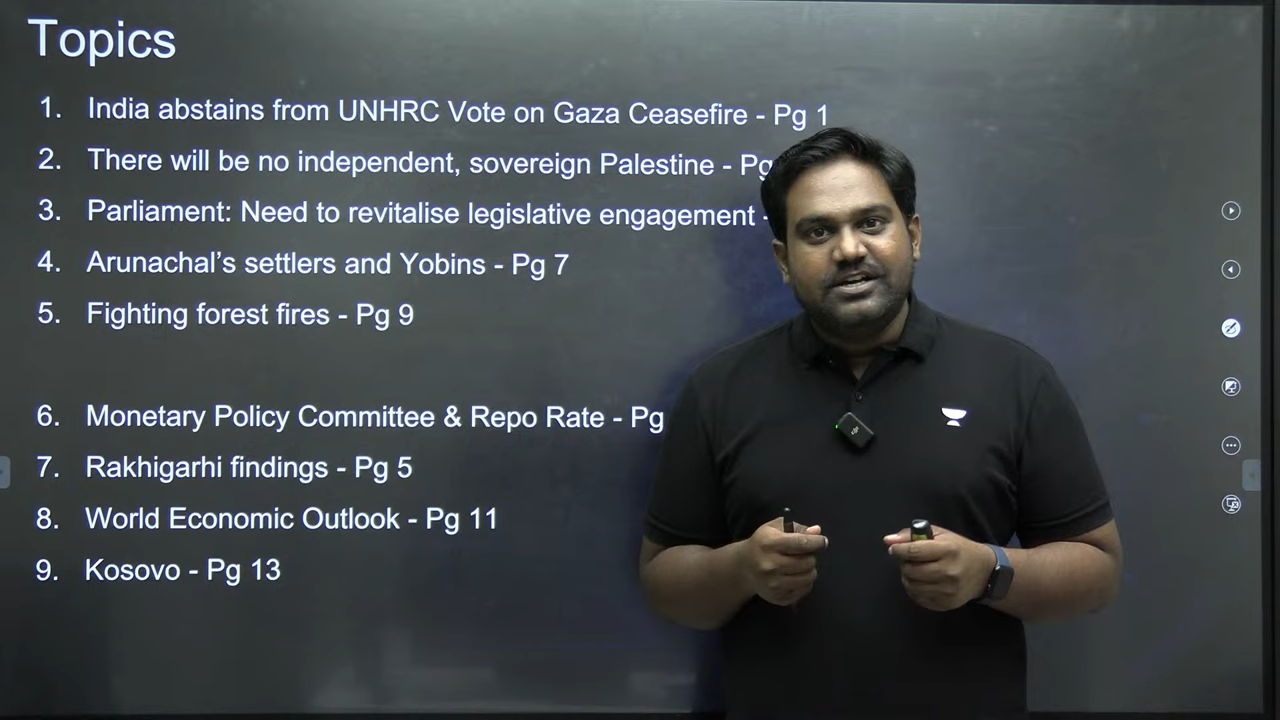 Topics
1. India abstains from UNHRC Vote on Gaza Ceasefire - Pg 1
2. There will be no independent, sovereign Palestine - Pg
3. Parliament: Need to revitalise legislative engagement -
4. Arunachal’s settlers and Yobins - Pg 7
5. Fighting forest fires - Pg 9
6. Monetary Policy Committee & Repo Rate - Pg
7. Rakhigarhi findings - Pg 5
8. World Economic Outlook - Pg 11
9. Kosovo - Pg 13